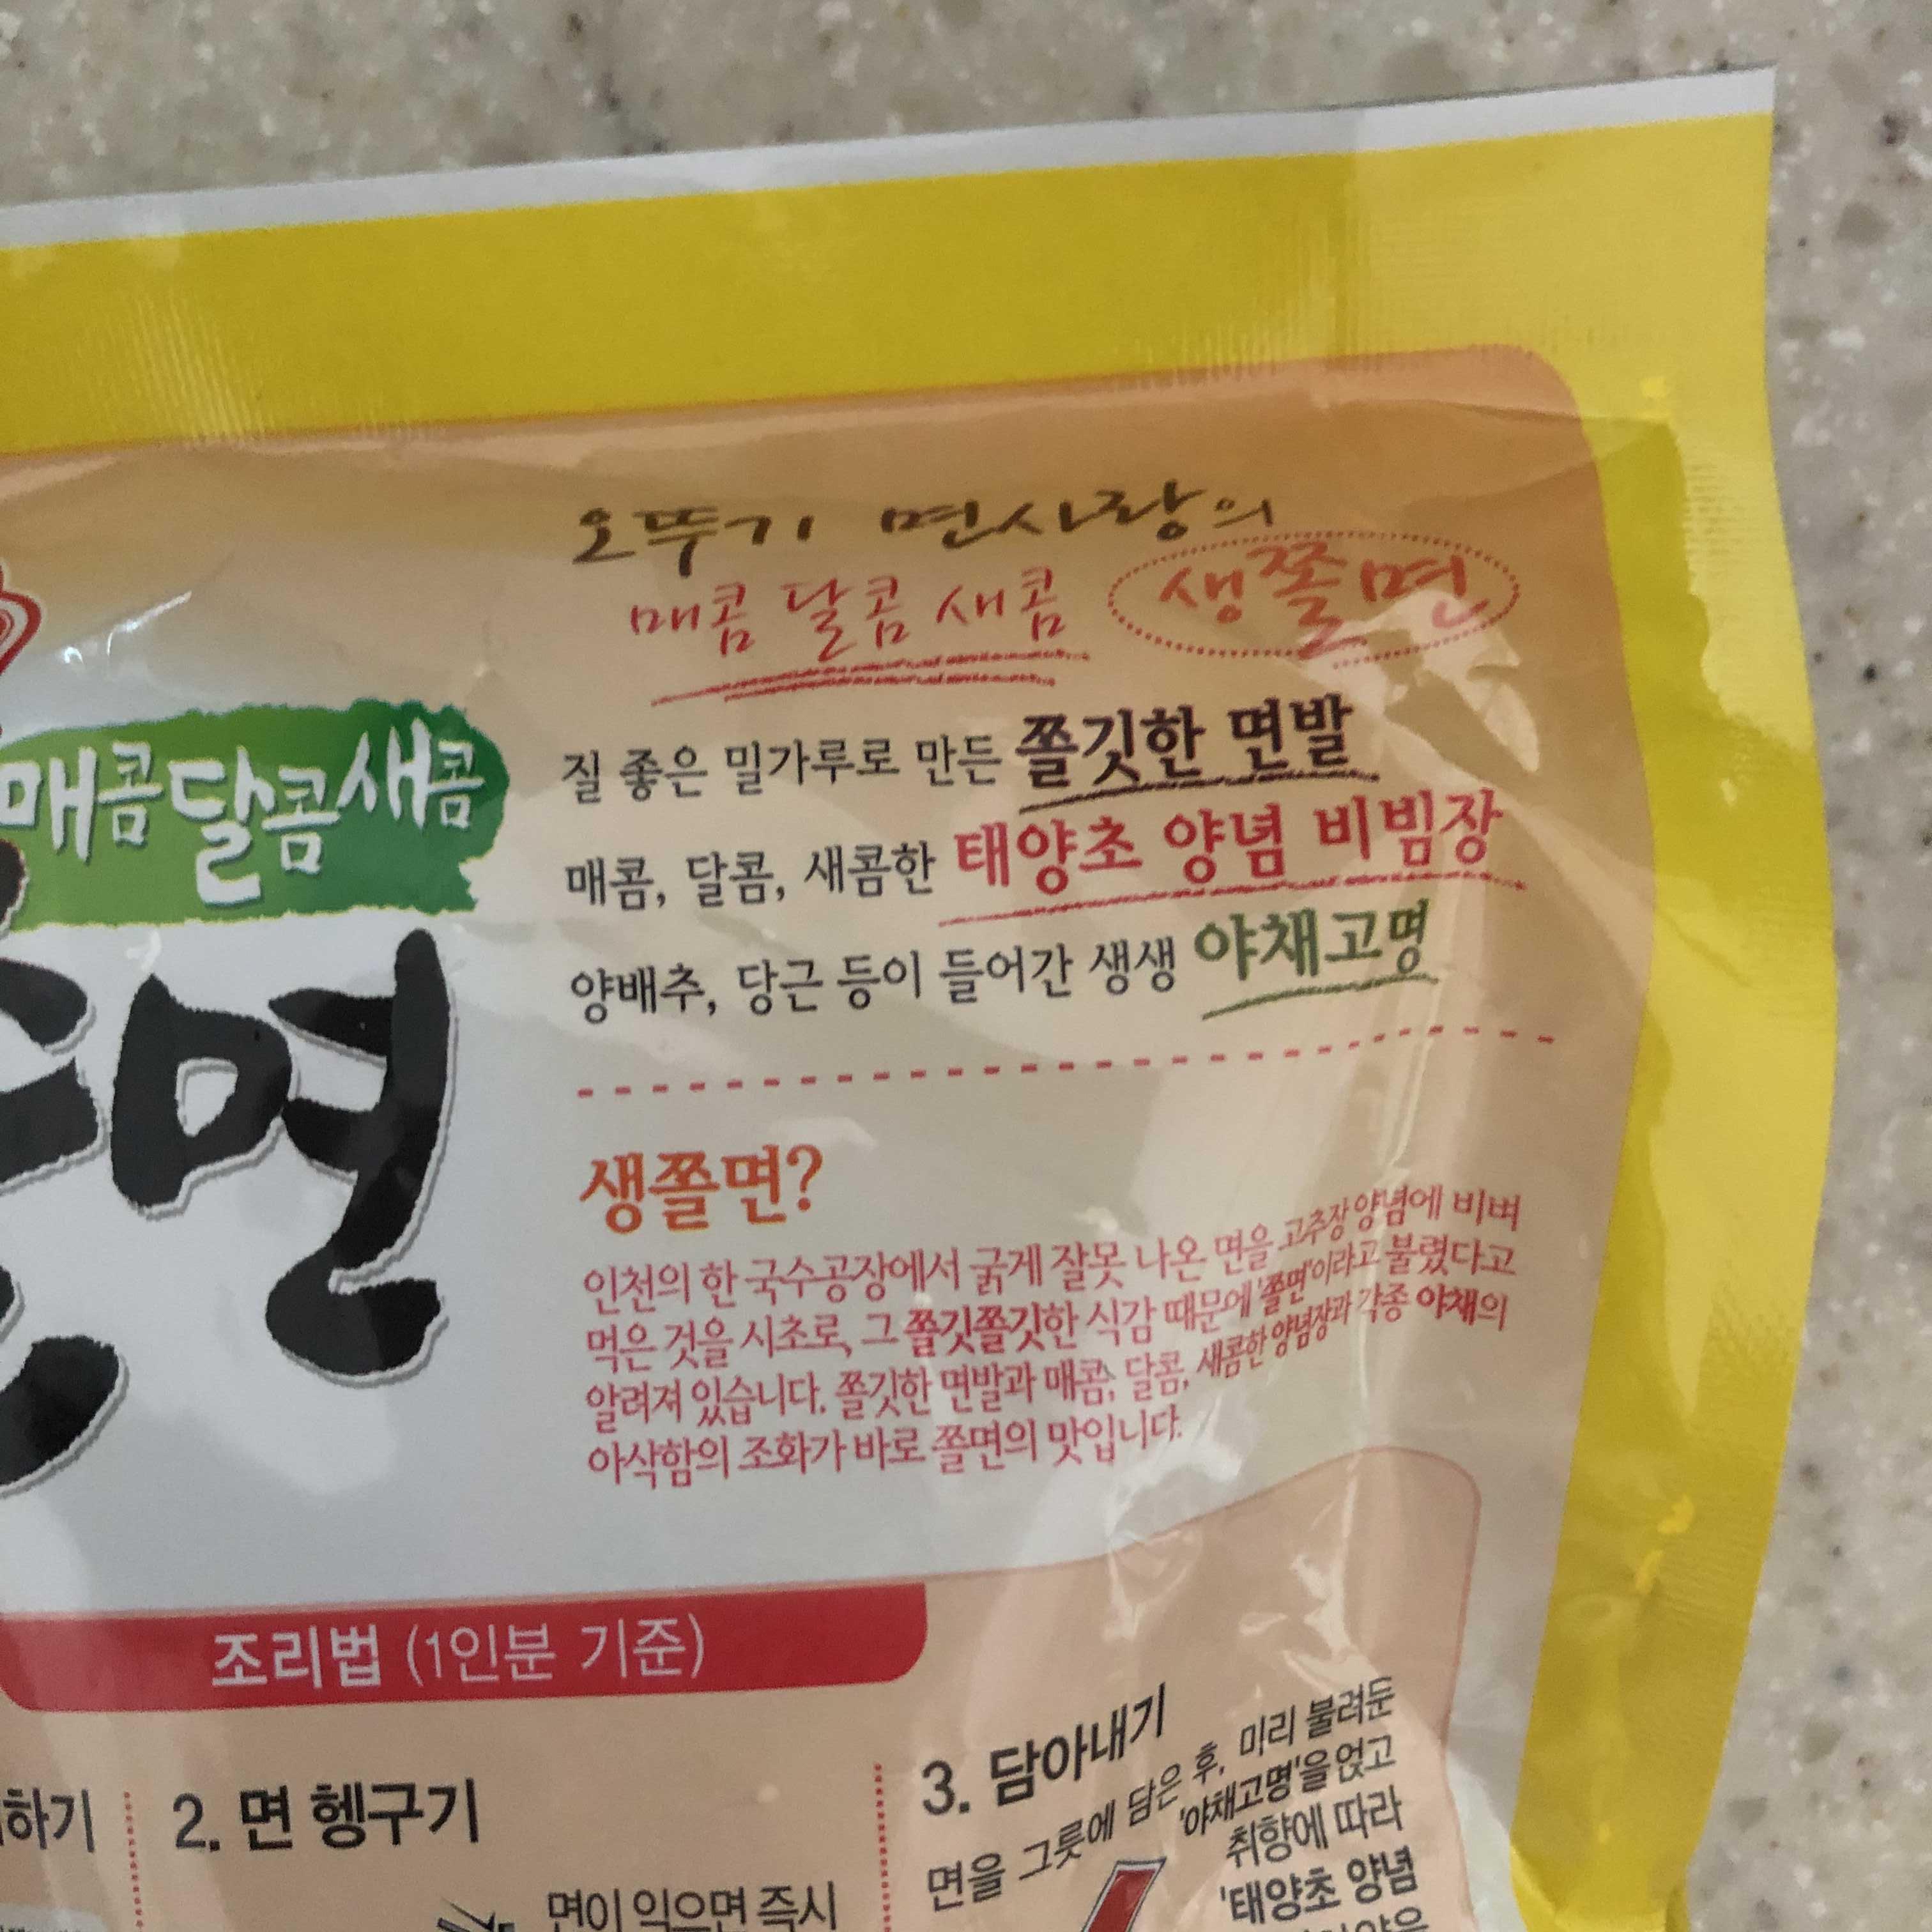 오뚜기 면사랑의
매콤 달콤 새콤 생쫄면
질 좋은 밀가루로 만든 쫄깃한 면발
매콤, 달콤, 새콤한 태양초 양념 비빔장
양배추, 당근 등이 들어간 생생 야채고명
매콤달콤새콤
면
생쫄면?
인천의 한 국수공장에서 굵게 잘못 나온 면을 고추장 양념에 비벼
먹은 것을 시초로, 그 쫄깃쫄깃한 식감 때문에 '쫄면'이라고 불렸다고
알려져 있습니다. 쫄깃한 면발과 매콤, 달콤, 새콤한 양념장과 각종 야채의
아삭함의 조화가 바로 쫄면의 맛입니다.
조리법 (1인분 기준)
하기
2. 면 헹구기
면이 익으면 즉시
3. 담아내기
면을 그릇에 담은 후, 미리 불려둔
'야채고명'을 얹고
취향에 따라
'태양초 양념